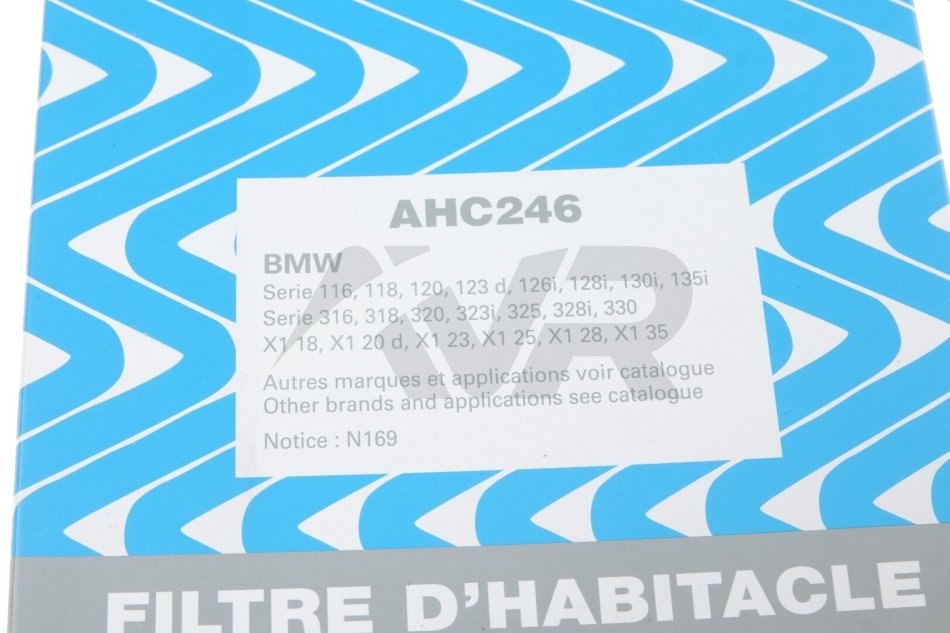 AHC246
BMW
Serie 116, 118, 120, 123 d, 126i, 128i, 130i, 135i
Serie 316, 318, 320, 323i, 325, 328i, 330
X1 18, X1 20 d, X1 23, X1 25, X1 28, X1 35
Autres marques et applications voir catalogue
Other brands and applications see catalogue
Notice : N169
FILTRE D'HABITACLE